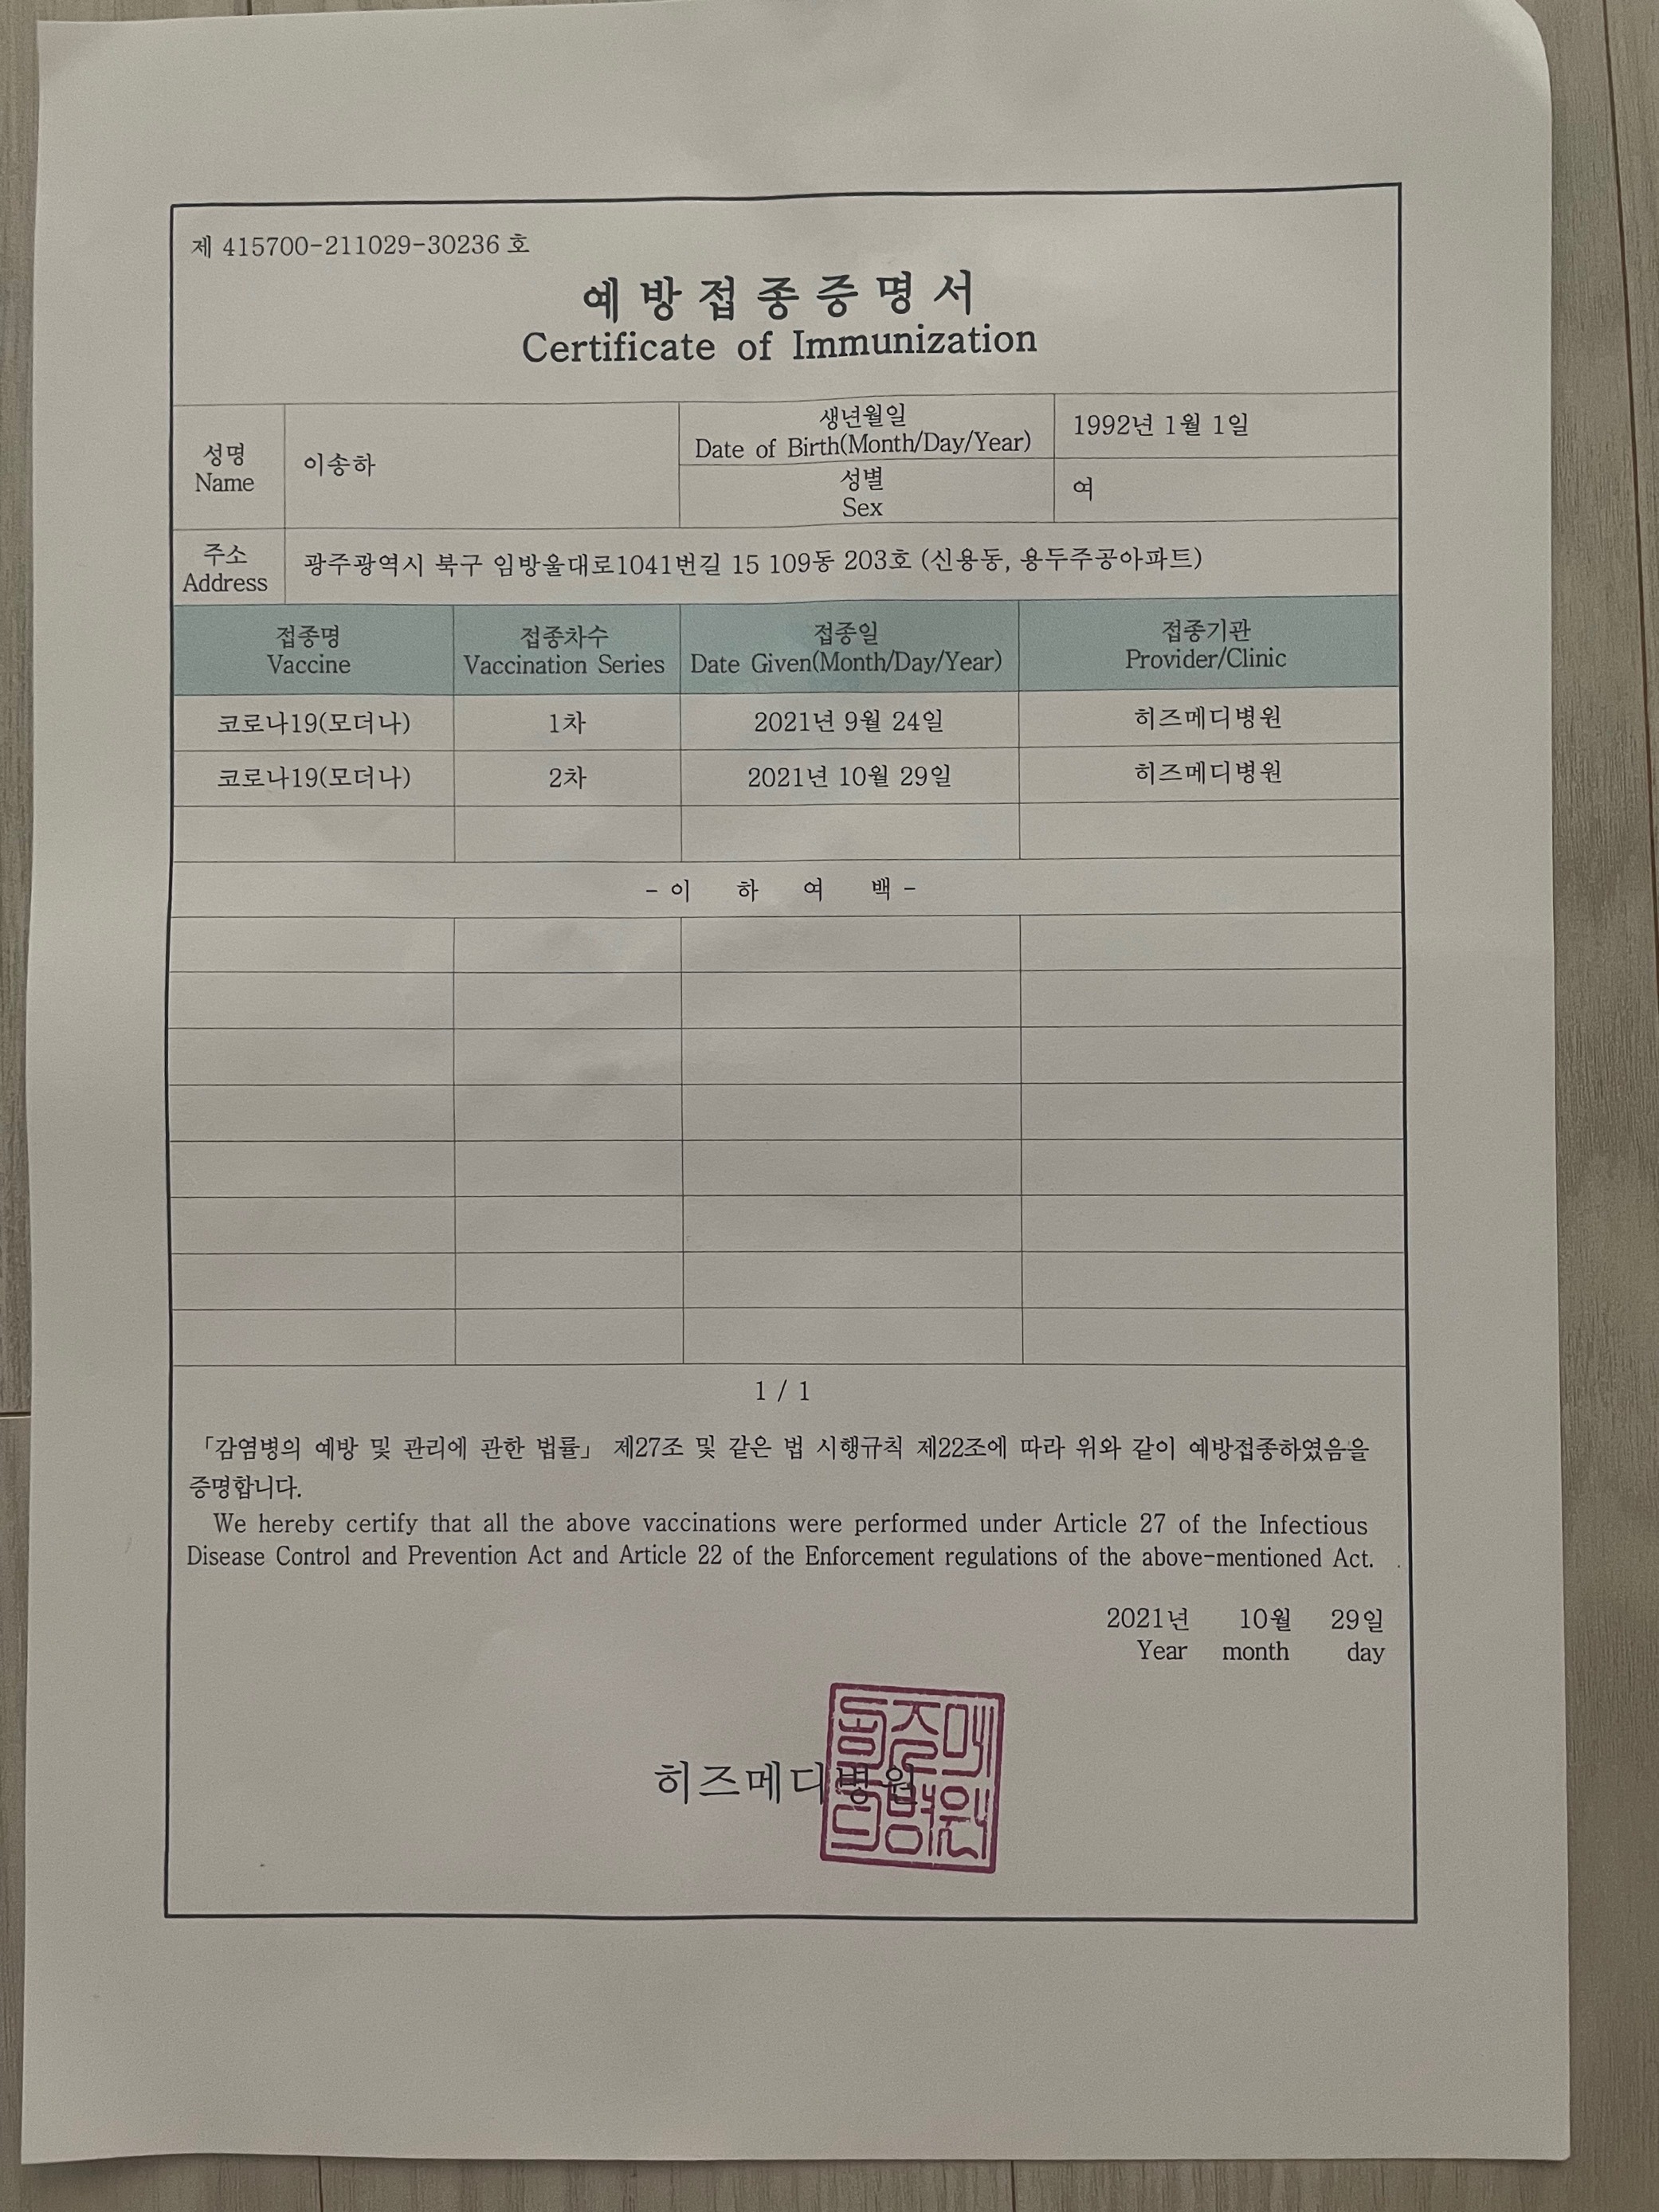 제 415700-211029-30236 호
예방접종증명서
Certificate of Immunization
성명
Name
이송하
생년월일
Date of Birth(Month/Day/Year)
1992년 1월 1일
성별
Sex
여
주소
Address
광주광역시 북구 임방울대로1041번길 15 109동 203호 (신용동, 용두주공아파트)
접종명
Vaccine
접종차수
Vaccination Series
접종일
Date Given(Month/Day/Year)
접종기관
Provider/Clinic
코로나19(모더나) 1차 2021년 9월 24일 히즈메디병원
코로나19(모더나) 2차 2021년 10월 29일 히즈메디병원
- 이 하 여 백 -
1 / 1
「감염병의 예방 및 관리에 관한 법률」 제27조 및 같은 법 시행규칙 제22조에 따라 위와 같이 예방접종하였음을
증명합니다.
We hereby certify that all the above vaccinations were performed under Article 27 of the Infectious
Disease Control and Prevention Act and Article 22 of the Enforcement regulations of the above-mentioned Act.
2021년 10월 29일
Year month day
히즈메디병원
히즈메
디병원